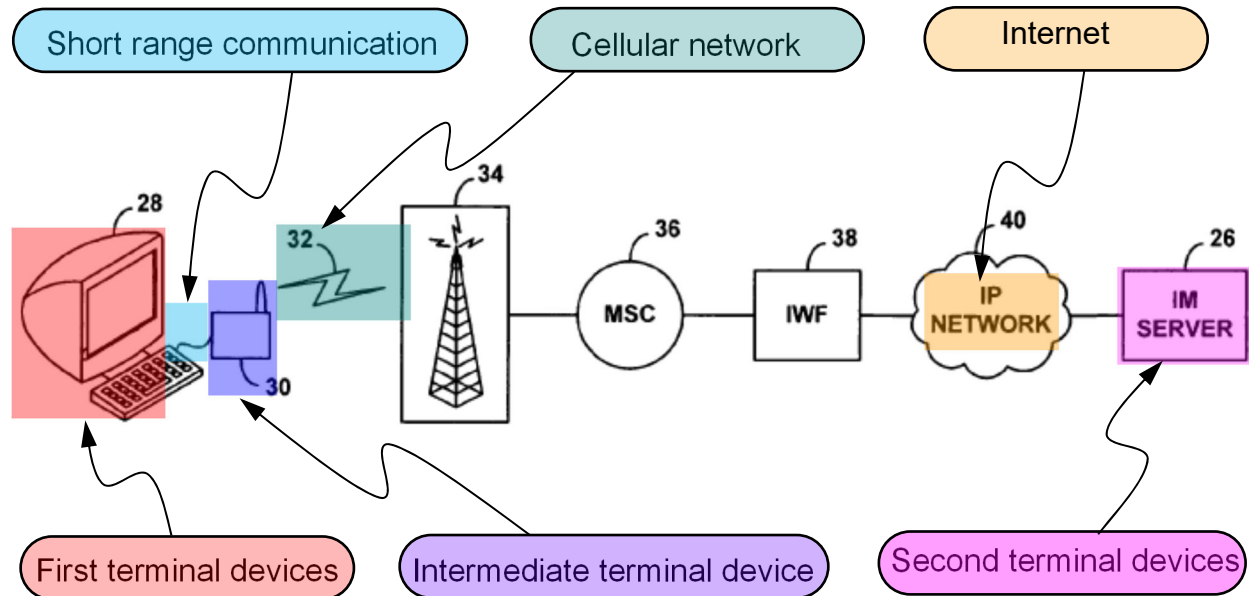 Short range communication
Cellular network
Internet
28
32
34
36
38
40
26
MSC
IWF
IP
NETWORK
IM
SERVER
30
First terminal devices
Intermediate terminal device
Second terminal devices